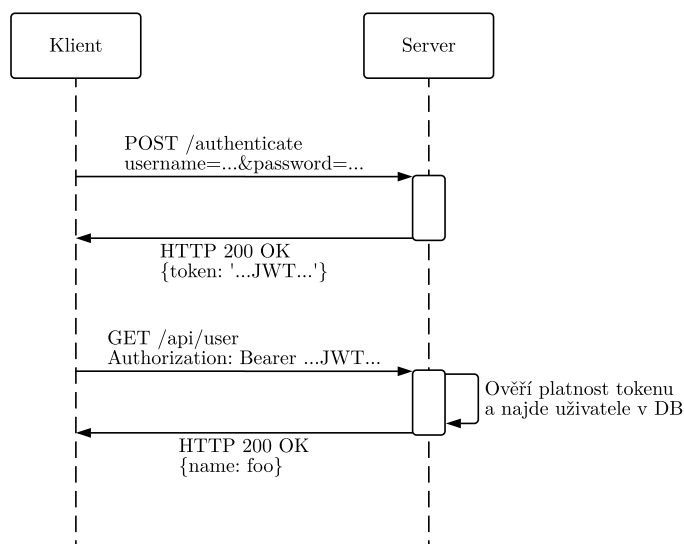 Klient
Server
POST /authenticate
username=...&password=...
HTTP 200 OK
{token: '...JWT...'}
GET /api/user
Authorization: Bearer ...JWT...
Ověří platnost tokenu
a najde uživatele v DB
HTTP 200 OK
{name: foo}